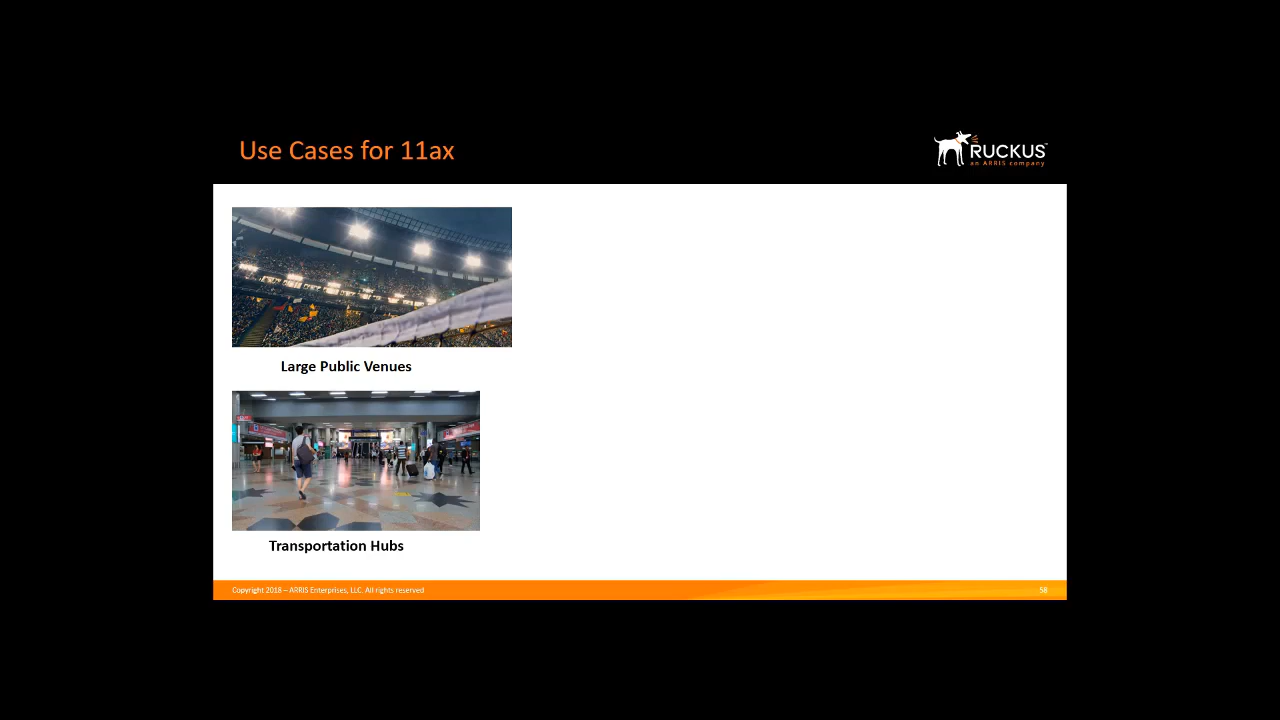 Use Cases for 11ax
RUCKUS
an ARRIS company
Large Public Venues
Transportation Hubs
Copyright 2018 – ARRIS Enterprises, LLC. All rights reserved
58